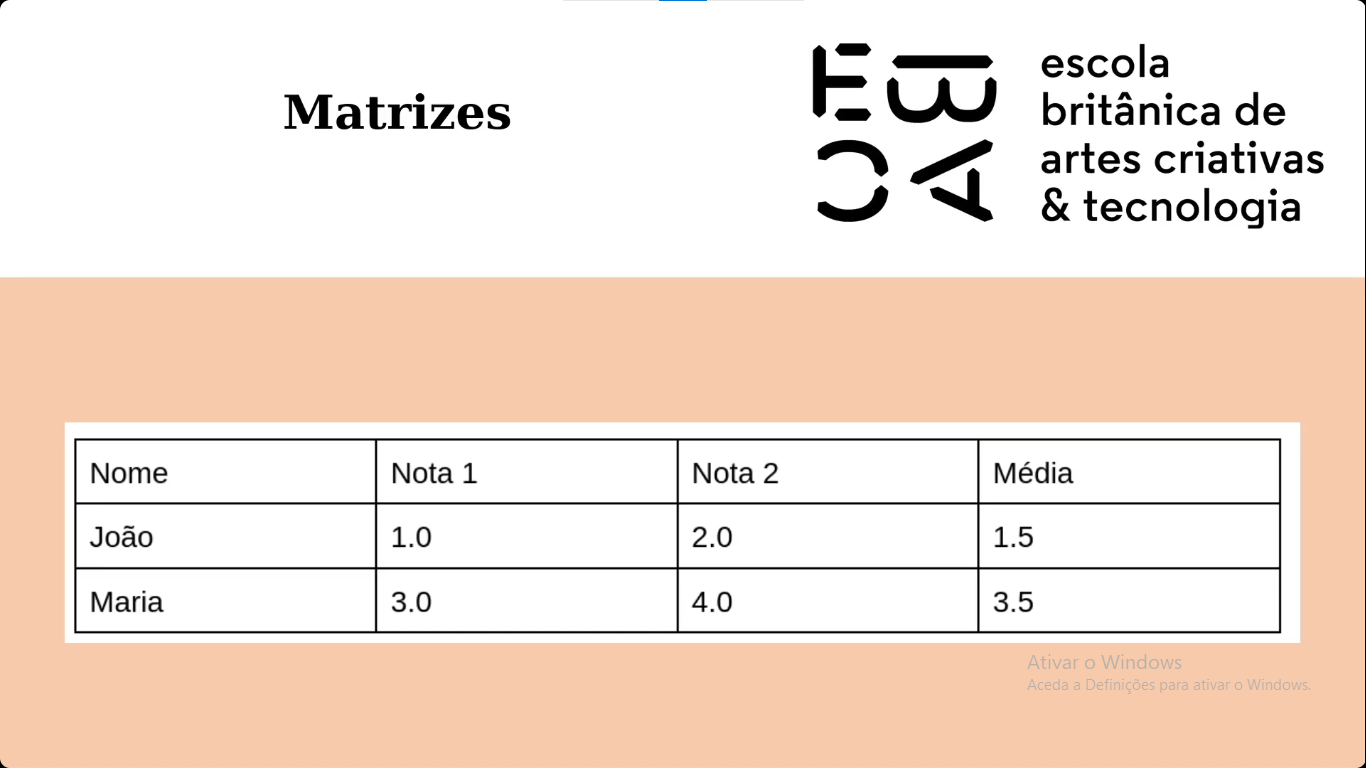 Matrizes
EBAC
escola
britânica de
artes criativas
& tecnologia
Nome Nota 1 Nota 2 Média
João 1.0 2.0 1.5
Maria 3.0 4.0 3.5
Ativar o Windows
Aceda a Definições para ativar o Windows.